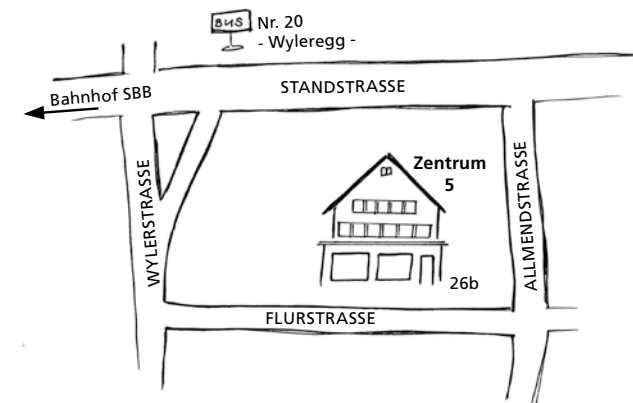 BUS
Nr. 20
- Wyleregg -
Bahnhof SBB
STANDSTRASSE
WYLERSTRASSE
Zentrum
5
ALLMENDSTRASSE
26b
FLURSTRASSE